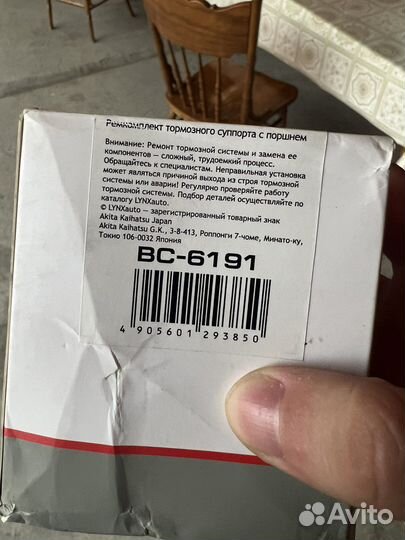 Ремкомплект тормозного суппорта с поршнем
Внимание: Ремонт тормозной системы и замена ее
компонентов — сложный, трудоемкий процесс.
Обращайтесь к специалистам. Неправильная установка
может являться причиной выхода из строя тормозной
системы или аварии! Регулярно проверяйте работу
тормозной системы. Подбор деталей осуществляйте по
каталогу LYNXauto.
© LYNXauto — зарегистрированный товарный знак
Akita Kaihatsu Japan
Akita Kaihatsu G.K., 3-8-413, Роппонги 7-чоме, Минато-ку,
Токио 106-0032 Япония
BC-6191
4 905601 293850
Avito